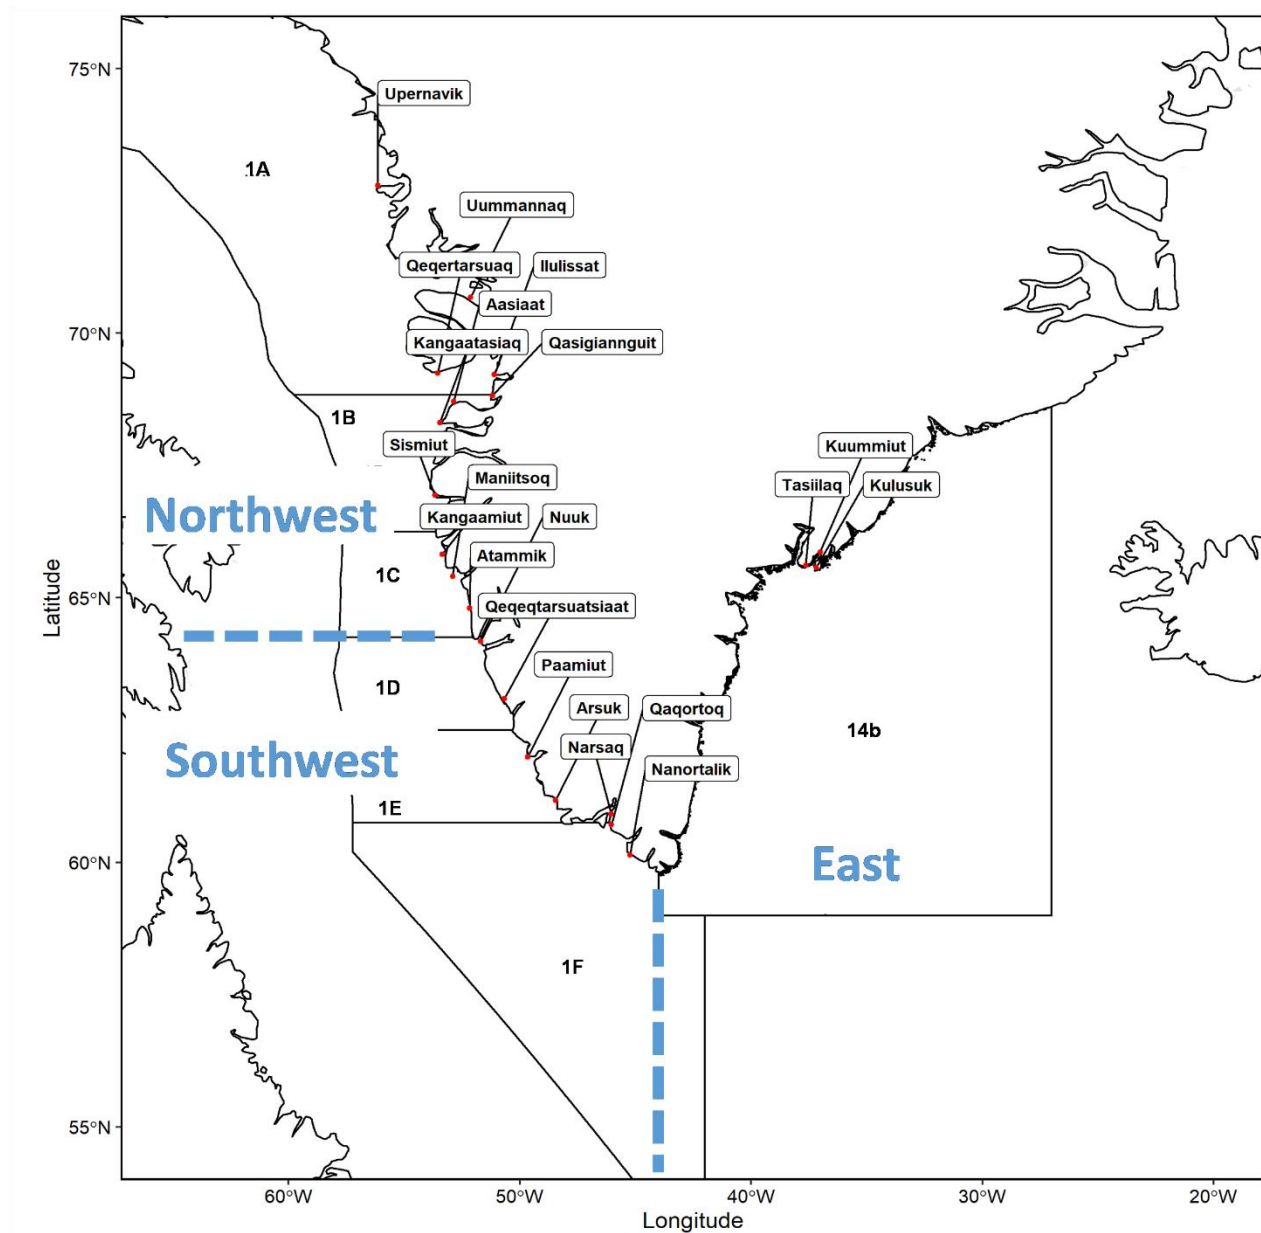 75°N
Upernavik
1A
Uummannaq
Qeqertarsuaq
Ilulissat
Aasiaat
70°N
Kangaatasiaq
Qasigiannguit
1B
Sismiut
Kuummiut
Maniitsoq
Tasiilaq
Kulusuk
Northwest
Kangaamiut
Nuuk
Atammik
1C
65°N
Qeqeqtarsuatsiaat
Latitude
Paamiut
1D
Arsuk
Qaqortoq
14b
Narsaq
Southwest
Nanortalik
1E
60°N
East
1F
55°N
60°W
50°W
40°W
30°W
20°W
Longitude